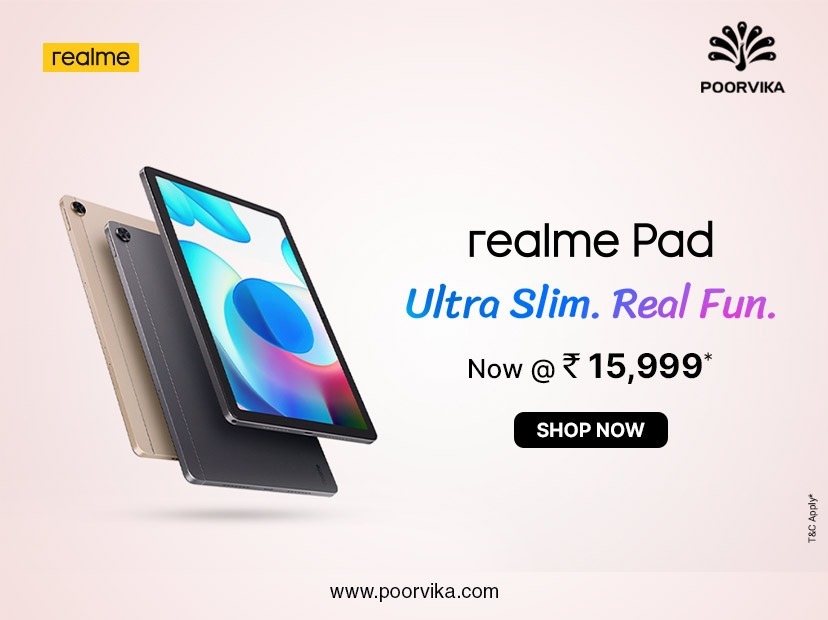 realme
POORVIKA
realme Pad
Ultra Slim. Real Fun.
Now @ ₹ 15,999*
SHOP NOW
T&C Apply*
www.poorvika.com